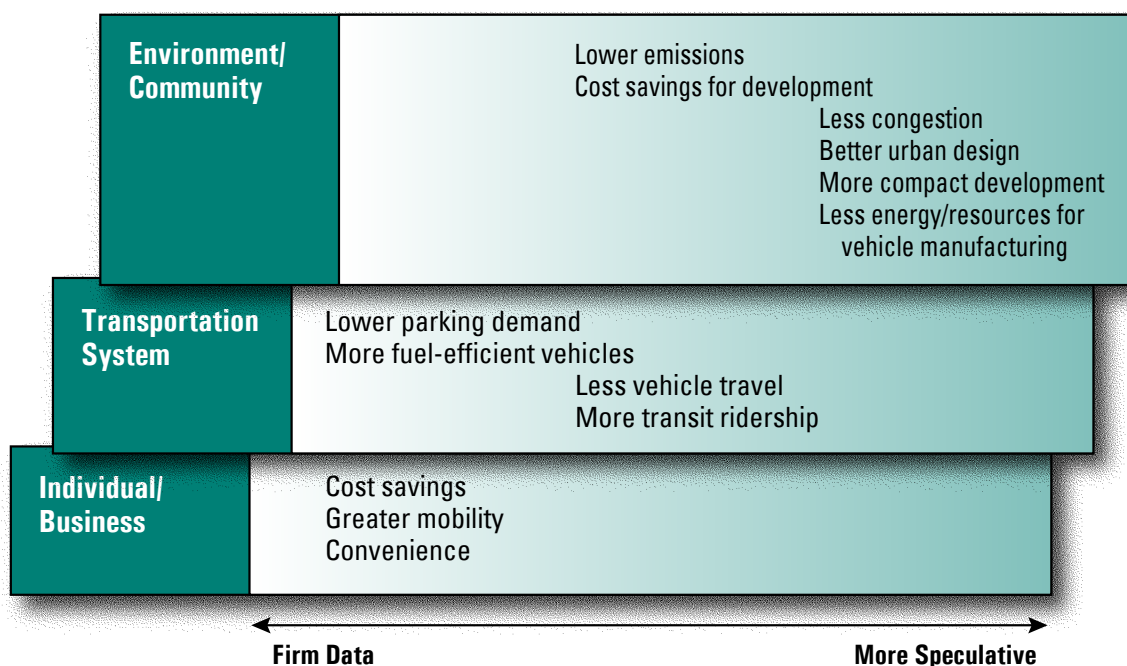 Environment/
Community
Lower emissions
Cost savings for development
Less congestion
Better urban design
More compact development
Less energy/resources for
vehicle manufacturing
Transportation
System
Lower parking demand
More fuel-efficient vehicles
Less vehicle travel
More transit ridership
Individual/
Business
Cost savings
Greater mobility
Convenience
Firm Data
More Speculative